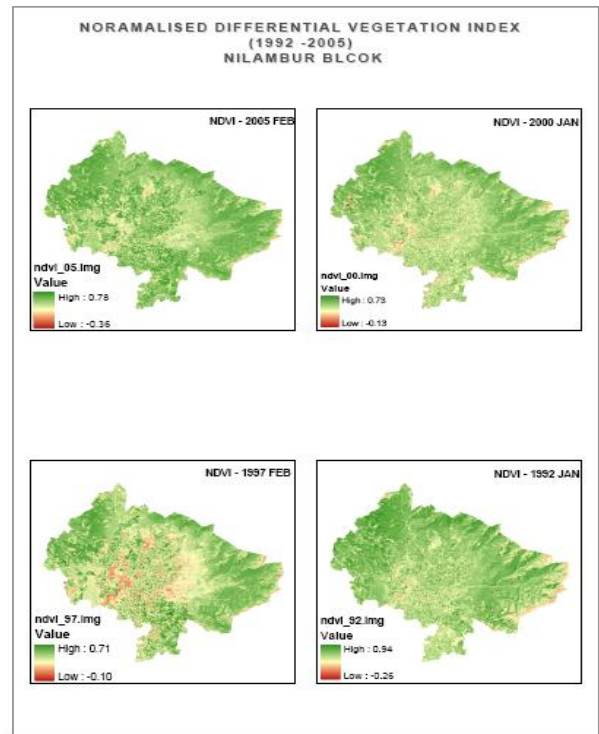 NORAMALISED DIFFERENTIAL VEGETATION INDEX
(1992 -2005)
NILAMBUR BLCOK
NDVI - 2005 FEB
ndvi_05.img
Value
High : 0.78
Low : -0.36
NDVI - 2000 JAN
ndvi_00.img
Value
High : 0.73
Low : -0.13
NDVI - 1997 FEB
ndvi_97.img
Value
High : 0.71
Low : -0.10
NDVI - 1992 JAN
ndvi_92.img
Value
High : 0.94
Low : -0.26